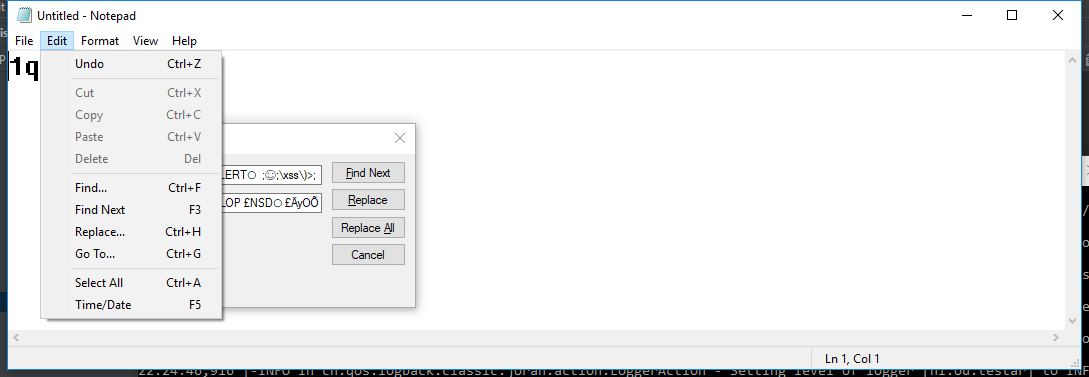 Untitled - Notepad
File Edit Format View Help
1q
Undo Ctrl+Z
Cut Ctrl+X
Copy Ctrl+C
Paste Ctrl+V
Delete Del
Find... Ctrl+F
Find Next F3
Replace... Ctrl+H
Go To... Ctrl+G
Select All Ctrl+A
Time/Date F5
LERT○ ;☺;\xss\)>; Find Next
LOP £NSD○ £ÄyOÕ Replace
Replace All
Cancel
Ln 1, Col 1
22:24:46,916 |-INFO in ch.qos.logback.classic.joran.action.LoggerAction - Setting level of logger [nl.ou.testar] to INF